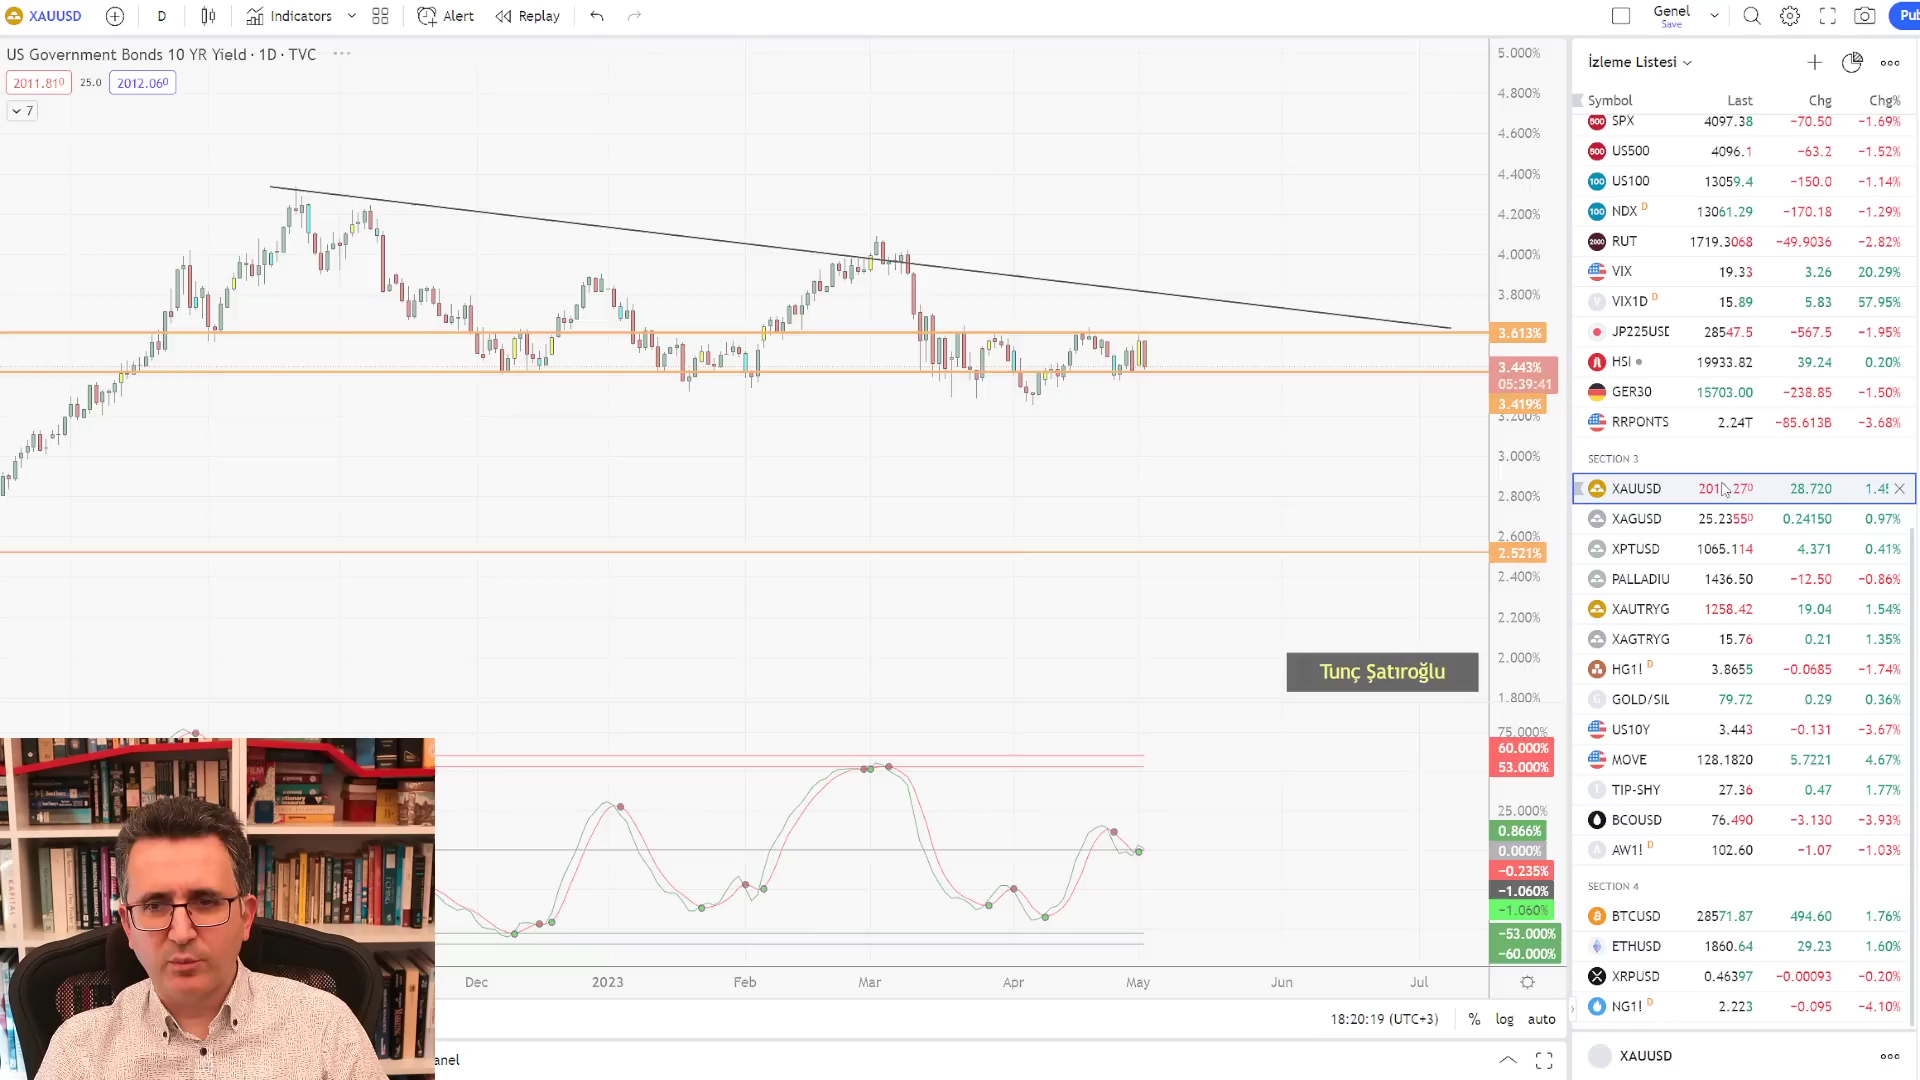 XAUUSD D Indicators Alert Replay Genel Save Pub
US Government Bonds 10 YR Yield · 1D · TVC
2011.810 25.0 2012.060
7
5.000%
4.800%
4.600%
4.400%
4.200%
4.000%
3.800%
3.613%
3.443%
05:39:41
3.419%
3.200%
3.000%
2.800%
2.600%
2.521%
2.400%
2.200%
2.000%
1.800%
Tunç Şatıroğlu
75.000%
60.000%
53.000%
25.000%
0.866%
0.000%
−0.235%
−1.060%
−1.060%
−53.000%
−60.000%
Dec 2023 Feb Mar Apr May Jun Jul
18:20:19 (UTC+3) % log auto
anel
İzleme Listesi
Symbol Last Chg Chg%
SPX 4097.38 −70.50 −1.69%
US500 4096.1 −63.2 −1.52%
US100 13059.4 −150.0 −1.14%
NDX D 13061.29 −170.18 −1.29%
RUT 1719.3068 −49.9036 −2.82%
VIX 19.33 3.26 20.29%
VIX1D D 15.89 5.83 57.95%
JP225USD 28547.5 −567.5 −1.95%
HSI 19933.82 39.24 0.20%
GER30 15703.00 −238.85 −1.50%
RRPONTS 2.24T −85.613B −3.68%
SECTION 3
XAUUSD 28.720
XAGUSD 25.23550 0.24150 0.97%
XPTUSD 1065.114 4.371 0.41%
PALLADIU 1436.50 −12.50 −0.86%
XAUTRYG 1258.42 19.04 1.54%
XAGTRYG 15.76 0.21 1.35%
HG1! D 3.8655 −0.0685 −1.74%
GOLD/SIL 79.72 0.29 0.36%
US10Y 3.443 −0.131 −3.67%
MOVE 128.1820 5.7221 4.67%
TIP-SHY 27.36 0.47 1.77%
BCOUSD 76.490 −3.130 −3.93%
AW1! D 102.60 −1.07 −1.03%
SECTION 4
BTCUSD 28571.87 494.60 1.76%
ETHUSD 1860.64 29.23 1.60%
XRPUSD 0.46397 −0.00093 −0.20%
NG1! D 2.223 −0.095 −4.10%
XAUUSD